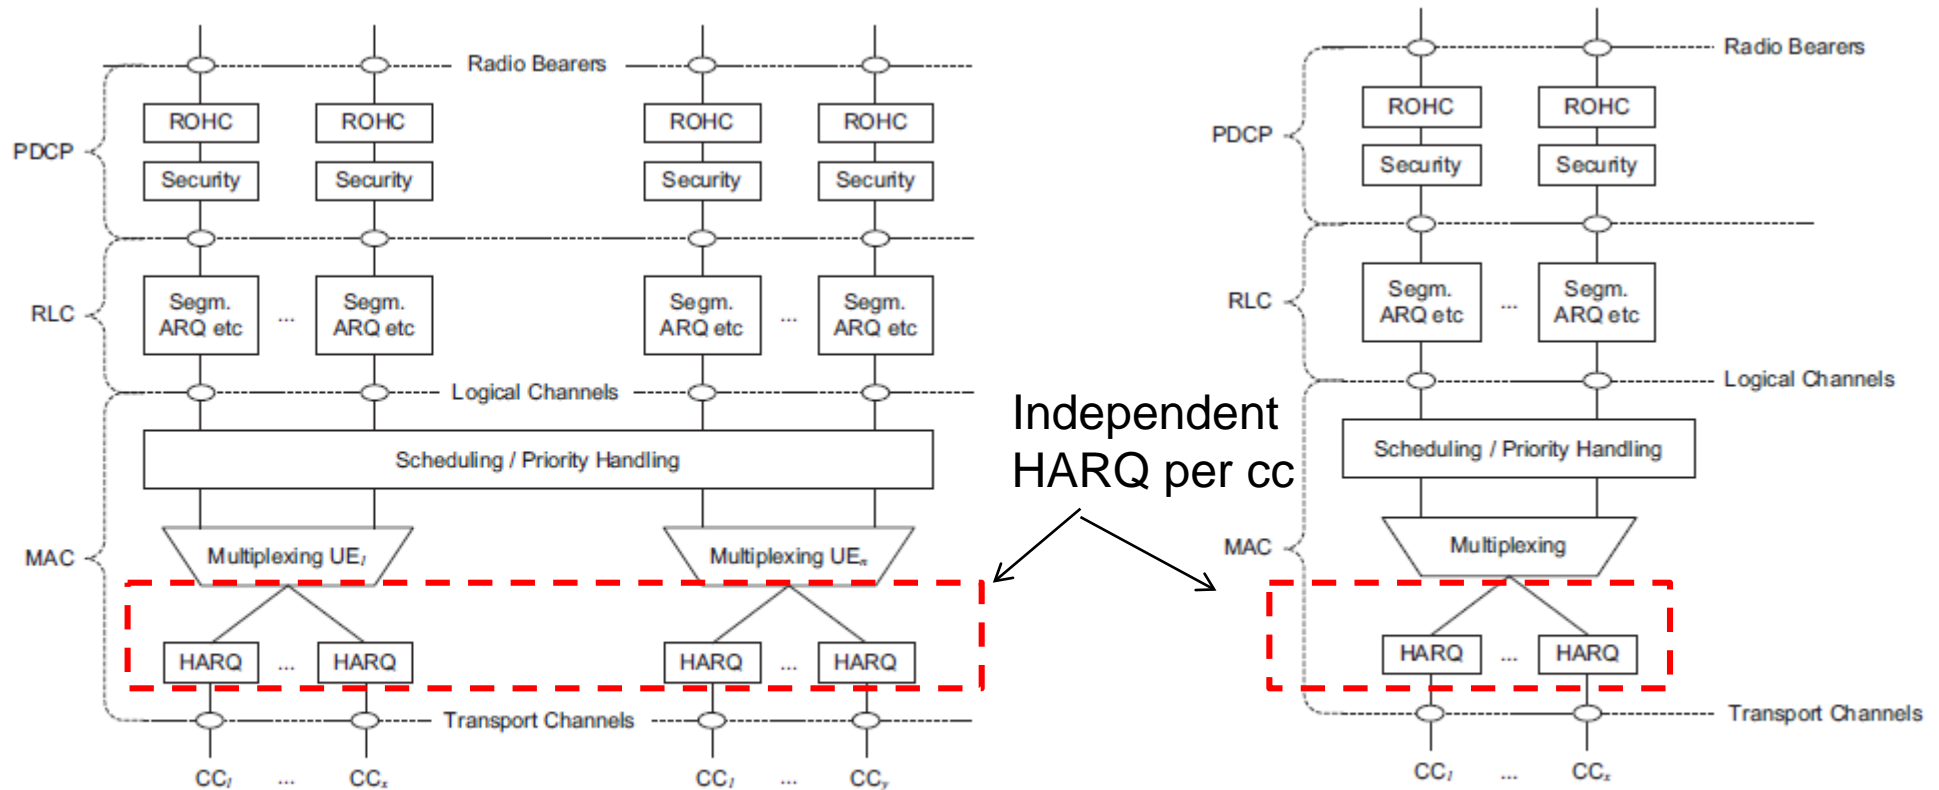 Radio Bearers
ROHC ROHC ROHC ROHC
PDCP
Security Security Security Security
Segm. Segm. Segm. Segm.
RLC
ARQ etc ... ARQ etc ARQ etc ... ARQ etc
Logical Channels
Scheduling / Priority Handling
MAC
Multiplexing UE1 Multiplexing UEn
HARQ ... HARQ HARQ ... HARQ
Transport Channels
CC1 ... CCx CC1 ... CCy
Independent
HARQ per cc
Radio Bearers
ROHC ROHC
PDCP
Security Security
Segm. Segm.
RLC
ARQ etc ... ARQ etc
Logical Channels
Scheduling / Priority Handling
MAC
Multiplexing
HARQ ... HARQ
Transport Channels
CC1 ... CCx